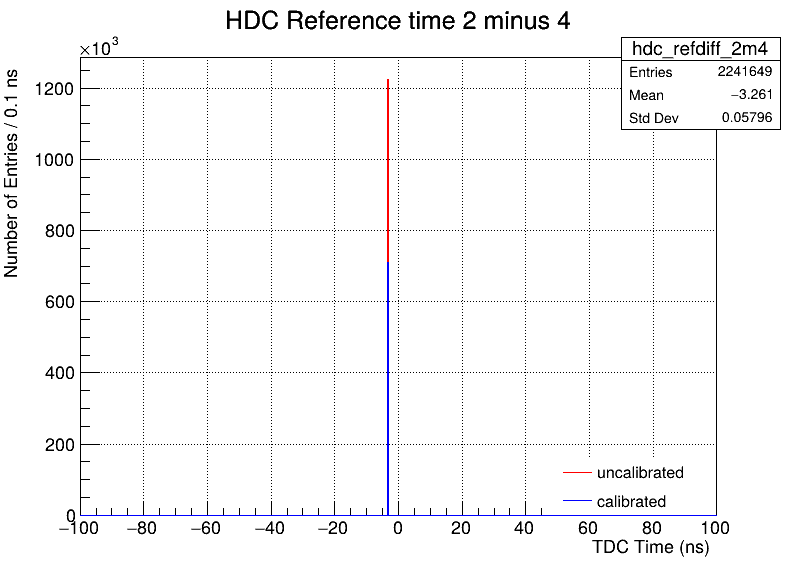 HDC Reference time 2 minus 4
×10³
hdc_refdiff_2m4
Entries 2241649
Mean −3.261
Std Dev 0.05796
Number of Entries / 0.1 ns
1200
1000
800
600
400
200
0
uncalibrated
calibrated
−100 −80 −60 −40 −20 0 20 40 60 80 100
TDC Time (ns)